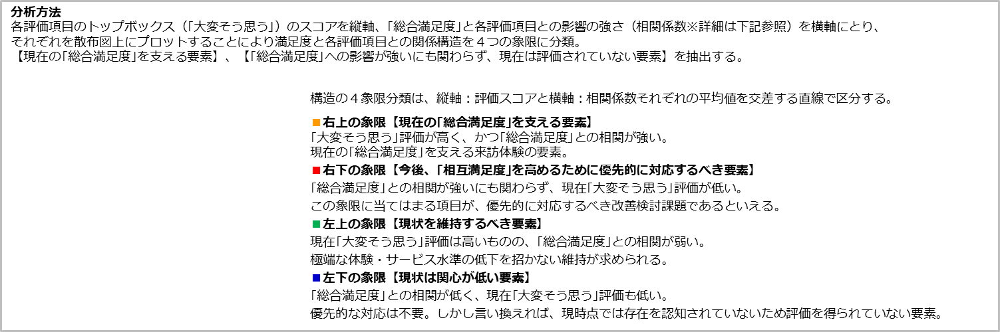 分析方法
各評価項目のトップボックス（｢大変そう思う｣）のスコアを縦軸、｢総合満足度｣と各評価項目との影響の強さ（相関係数※詳細は下記参照）を横軸にとり、
それぞれを散布図上にプロットすることにより満足度と各評価項目との関係構造を４つの象限に分類。
【現在の｢総合満足度｣を支える要素】、【｢総合満足度｣への影響が強いにも関わらず、現在は評価されていない要素】を抽出する。
構造の４象限分類は、縦軸：評価スコアと横軸：相関係数それぞれの平均値を交差する直線で区分する。
■右上の象限【現在の｢総合満足度｣を支える要素】
｢大変そう思う｣評価が高く、かつ｢総合満足度｣との相関が強い。
現在の｢総合満足度｣を支える来訪体験の要素。
■右下の象限【今後、｢相互満足度｣を高めるために優先的に対応するべき要素】
｢総合満足度｣との相関が強いにも関わらず、現在｢大変そう思う｣評価が低い。
この象限に当てはまる項目が、優先的に対応するべき改善検討課題であるといえる。
■左上の象限【現状を維持するべき要素】
現在｢大変そう思う｣評価は高いものの、｢総合満足度｣との相関が弱い。
極端な体験・サービス水準の低下を招かない維持が求められる。
■左下の象限【現状は関心が低い要素】
｢総合満足度｣との相関が低く、現在｢大変そう思う｣評価も低い。
優先的な対応は不要。しかし言い換えれば、現時点では存在を認知されていないため評価を得られていない要素。